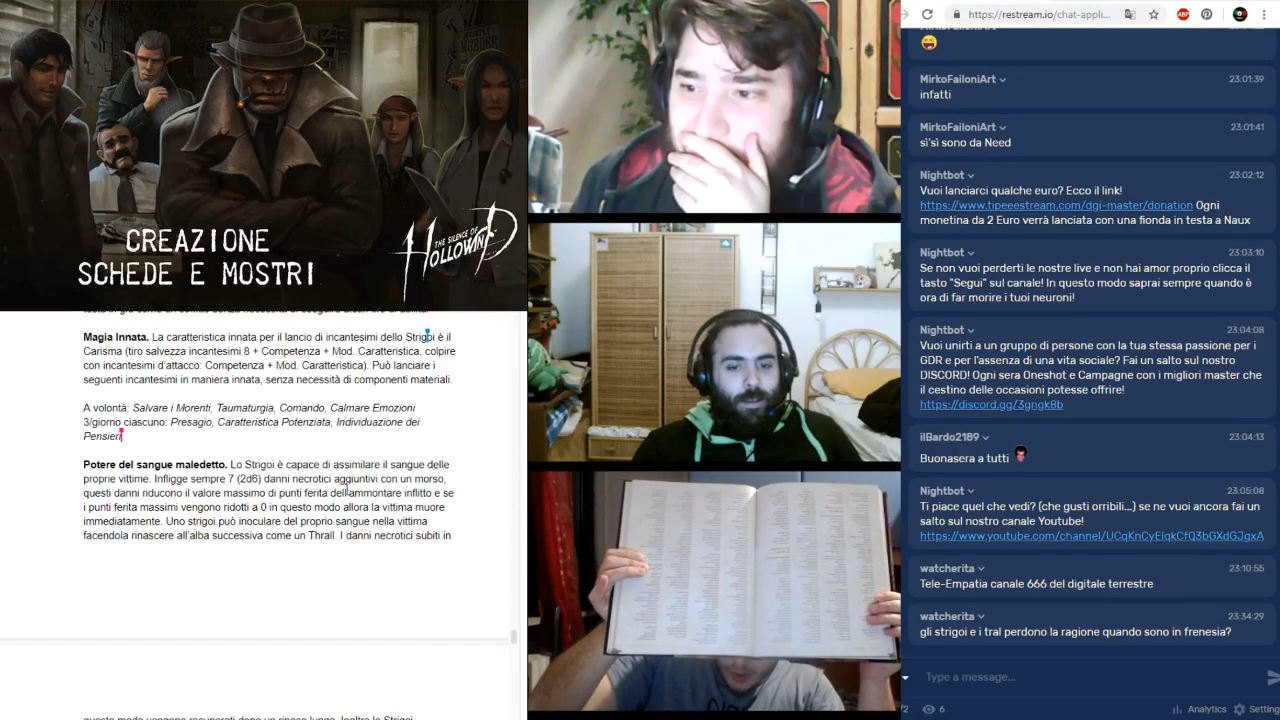 CREAZIONE
SCHEDE E MOSTRI
THE SILENCE OF
HOLLOWIND
Magia Innata. La caratteristica innata per il lancio di incantesimi dello Strigoi è il
Carisma (tiro salvezza incantesimi 8 + Competenza + Mod. Caratteristica, colpire
con incantesimi d'attacco: Competenza + Mod. Caratteristica). Può lanciare i
seguenti incantesimi in maniera innata, senza necessità di componenti materiali.
A volontà: Salvare i Morenti, Taumaturgia, Comando, Calmare Emozioni
3/giorno ciascuno: Presagio, Caratteristica Potenziata, Individuazione dei
Pensieri
Potere del sangue maledetto. Lo Strigoi è capace di assimilare il sangue delle
proprie vittime. Infligge sempre 7 (2d6) danni necrotici aggiuntivi con un morso,
questi danni riducono il valore massimo di punti ferita dell'ammontare inflitto e se
i punti ferita massimi vengono ridotti a 0 in questo modo allora la vittima muore
immediatamente. Uno strigoi può inoculare del proprio sangue nella vittima
facendola rinascere all'alba successiva come un Thrall. I danni necrotici subiti in
https://restream.io/chat-appli...
ABP
MirkoFailoniArt 23:01:39
infatti
MirkoFailoniArt 23:01:41
sì'sì sono da Need
Nightbot 23:02:12
Vuoi lanciarci qualche euro? Ecco il link!
https://www.tipeeestream.com/dgi-master/donation Ogni
monetina da 2 Euro verrà lanciata con una fionda in testa a Naux
Nightbot 23:03:10
Se non vuoi perderti le nostre live e non hai amor proprio clicca il
tasto "Segui" sul canale! In questo modo saprai sempre quando è
ora di far morire i tuoi neuroni!
Nightbot 23:04:08
Vuoi unirti a un gruppo di persone con la tua stessa passione per i
GDR e per l'assenza di una vita sociale? Fai un salto sul nostro
DISCORD! Ogni sera Oneshot e Campagne con i migliori master che
il cestino delle occasioni potesse offrire!
https://discord.gg/3gngk8b
ilBardo2189 23:04:13
Buonasera a tutti
Nightbot 23:05:08
Ti piace quel che vedi? (che gusti orribili...) se ne vuoi ancora fai un
salto sul nostro canale Youtube!
https://www.youtube.com/channel/UCqKnCyEIqkCfQ3bGXdGJgxA
watcherita 23:10:55
Tele-Empatia canale 666 del digitale terrestre
watcherita 23:34:29
gli strigoi e i tral perdono la ragione quando sono in frenesia?
Type a message...
/2 6 Analytics Setting